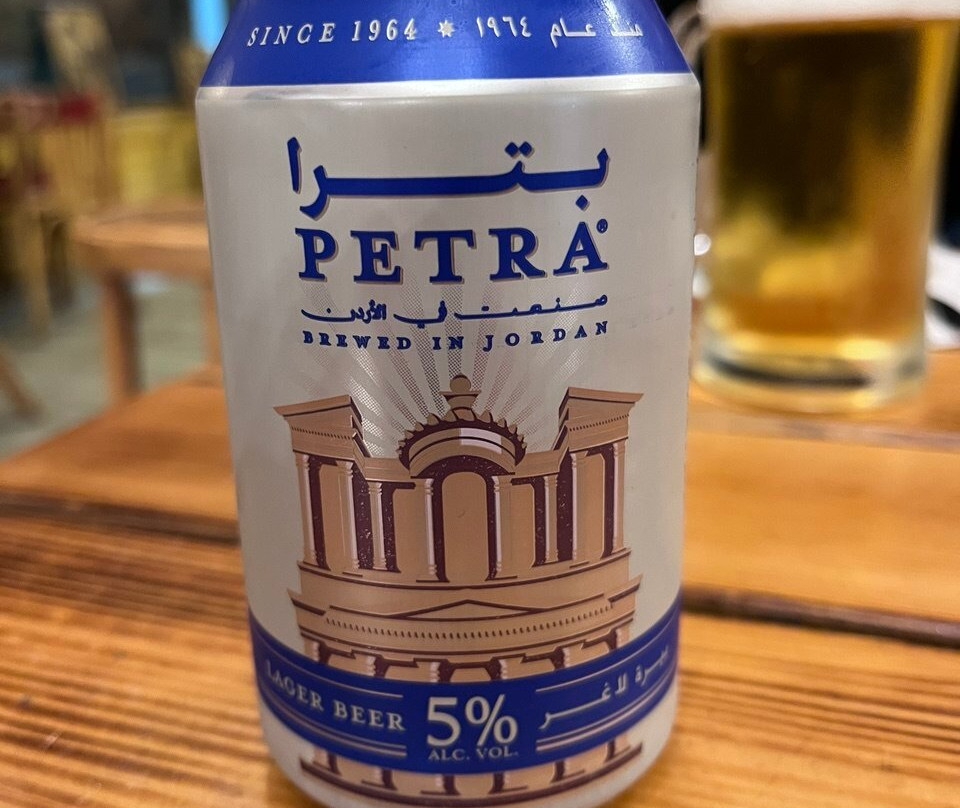 SINCE 1964 ✷ منذ عام ١٩٦٤
بترا
PETRA®
صنعت في الأردن
BREWED IN JORDAN
LAGER BEER 5% بيرة لاغر
ALC. VOL.